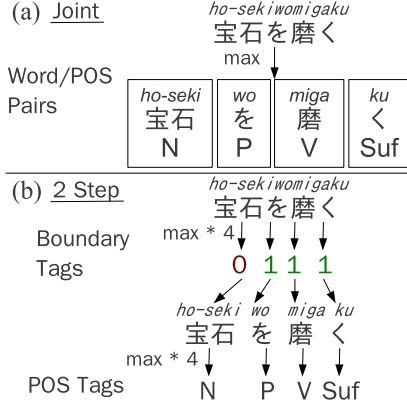 (a) Joint
ho-sekiwomigaku
宝石を磨く
max
Word/POS
Pairs
ho-seki wo miga ku
宝石 を 磨 く
N P V Suf
(b) 2 Step
ho-sekiwomigaku
宝石を磨く
max * 4
Boundary
Tags
0 1 1 1
ho-seki wo miga ku
宝石 を 磨 く
max * 4
POS Tags
N P V Suf